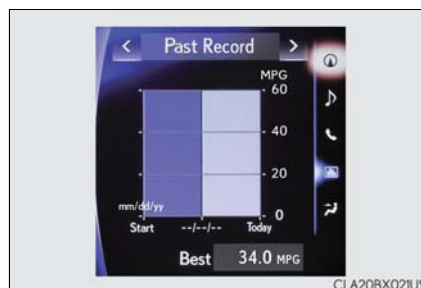 < Past Record >
MPG
60
40
20
0
mm/dd/yy
Start --/--/-- Today
Best 34.0 MPG
CLA20BX021US